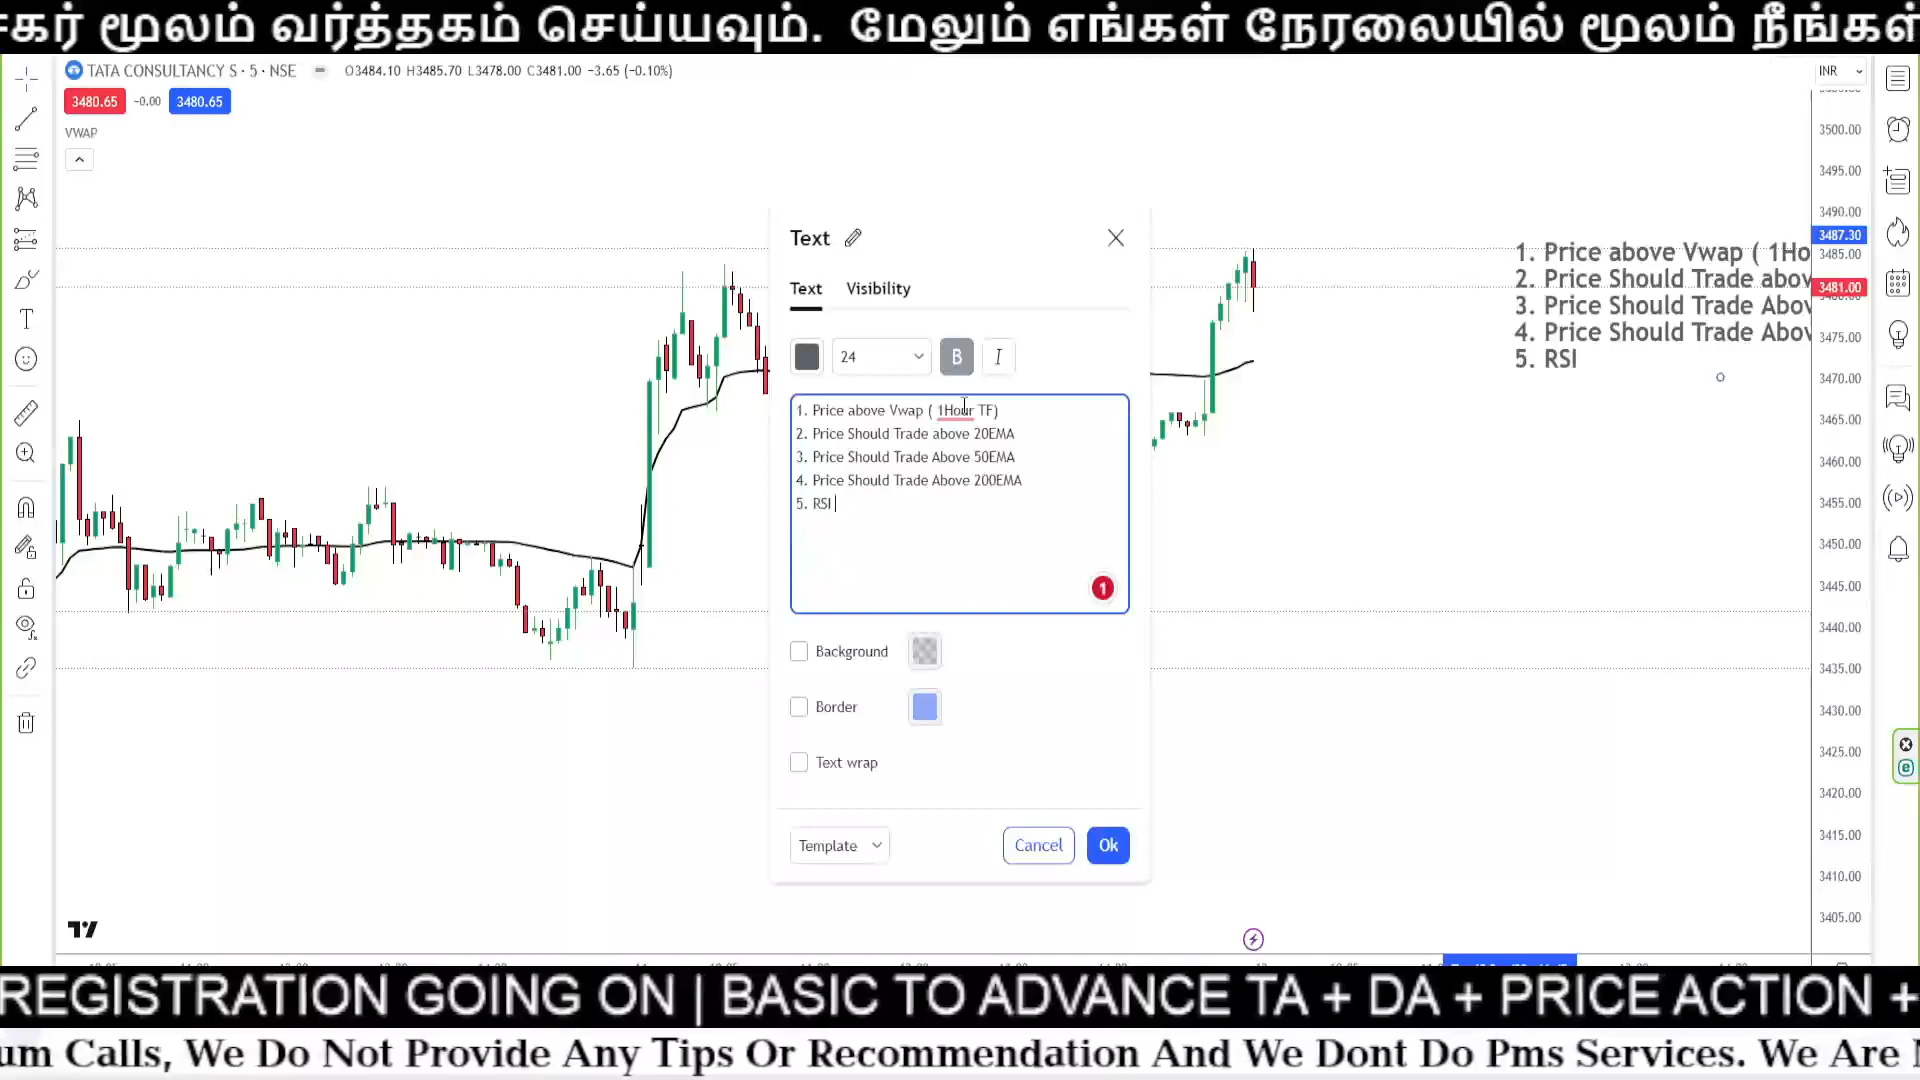 மூலம் வர்த்தகம் செய்யவும். மேலும் எங்கள் நேரலையில் மூலம்
TATA CONSULTANCY S · 5 · NSE O3484.10 H3485.70 L3478.00 C3481.00 −3.65 (−0.10%)
INR
3480.65 −0.00 3480.65
VWAP
3500.00
3495.00
3490.00
3487.30
3485.00
3481.00
3475.00
3470.00
3465.00
3460.00
3455.00
3450.00
3445.00
3440.00
3435.00
3430.00
3425.00
3420.00
3415.00
3410.00
3405.00
1. Price above Vwap ( 1Ho
2. Price Should Trade abov
3. Price Should Trade Abov
4. Price Should Trade Abov
5. RSI
Text
Text Visibility
24 B I
1. Price above Vwap ( 1Hour TF)
2. Price Should Trade above 20EMA
3. Price Should Trade Above 50EMA
4. Price Should Trade Above 200EMA
5. RSI
1
Background
Border
Text wrap
Template Cancel Ok
REGISTRATION GOING ON | BASIC TO ADVANCE TA + DA + PRICE ACTION +
um Calls, We Do Not Provide Any Tips Or Recommendation And We Dont Do Pms Services. We Are